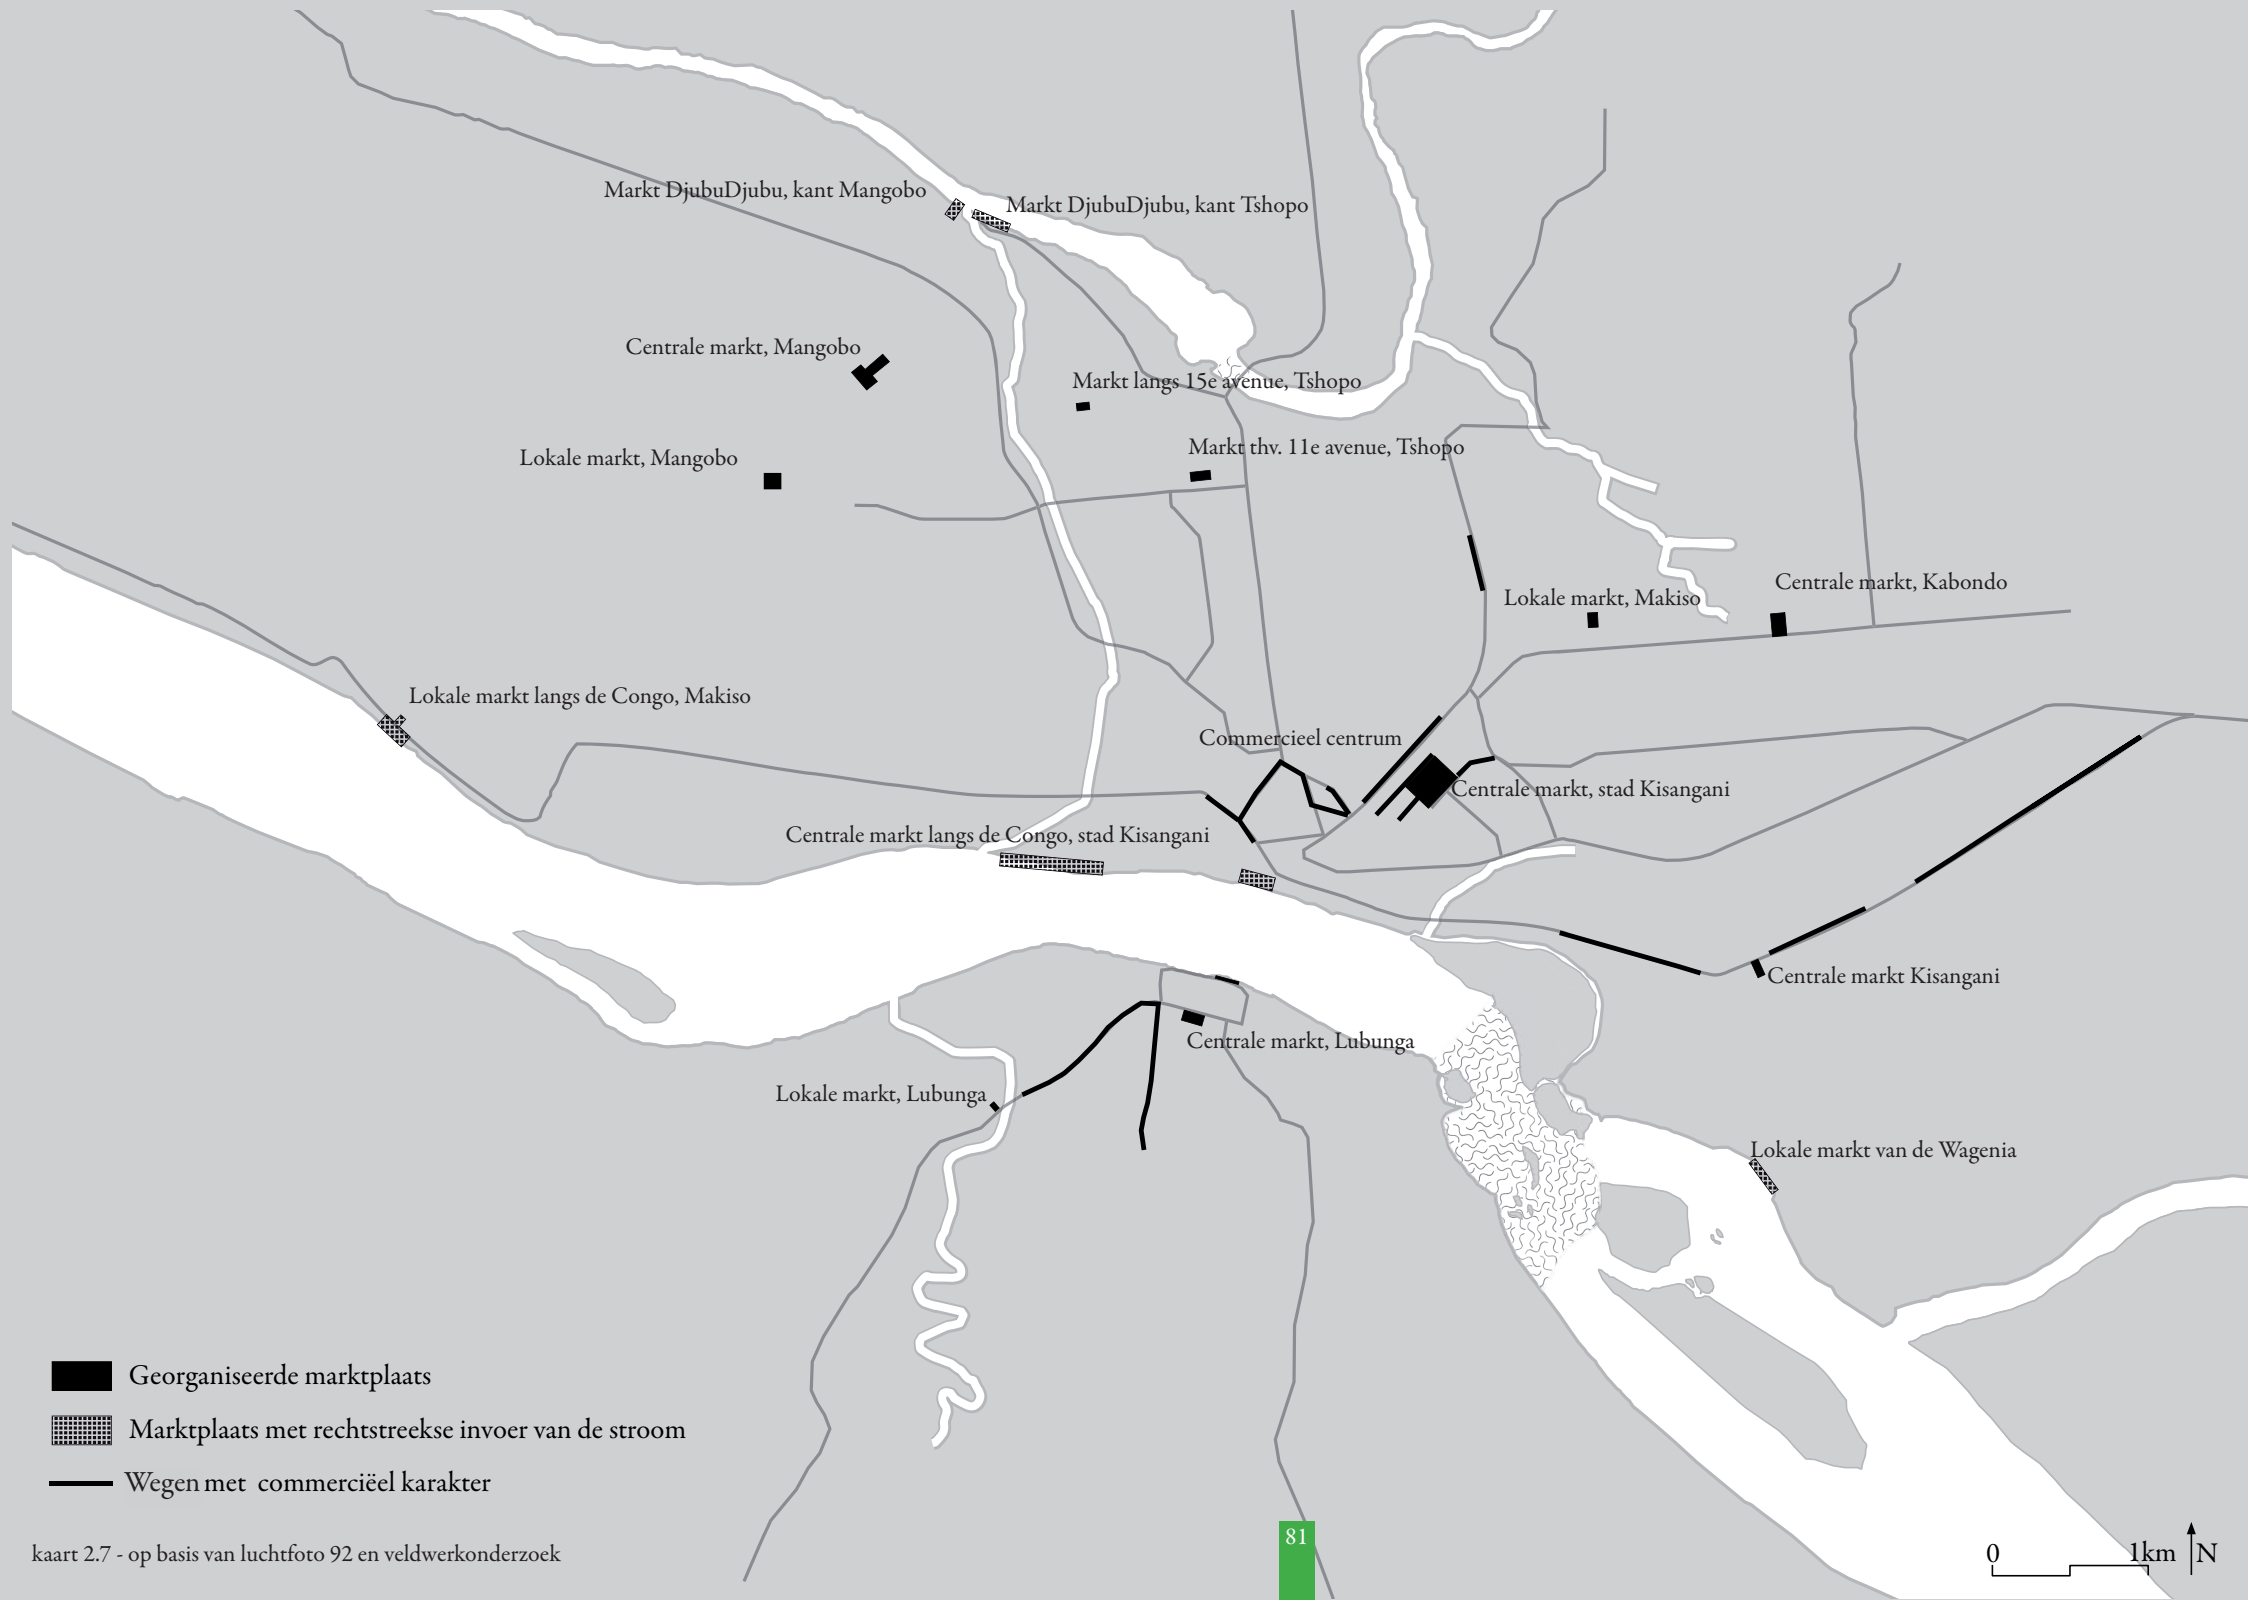 Markt DjubuDjubu, kant Mangobo
Markt DjubuDjubu, kant Tshopo
Centrale markt, Mangobo
Markt langs 15e avenue, Tshopo
Markt thv. 11e avenue, Tshopo
Lokale markt, Mangobo
Centrale markt, Kabondo
Lokale markt, Makiso
Lokale markt langs de Congo, Makiso
Commercieel centrum
Centrale markt, stad Kisangani
Centrale markt langs de Congo, stad Kisangani
Centrale markt Kisangani
Centrale markt, Lubunga
Lokale markt, Lubunga
Lokale markt van de Wagenia
Georganiseerde marktplaats
Marktplaats met rechtstreekse invoer van de stroom
Wegen met commerciëel karakter
kaart 2.7 - op basis van luchtfoto 92 en veldwerkonderzoek
81
0 1km N